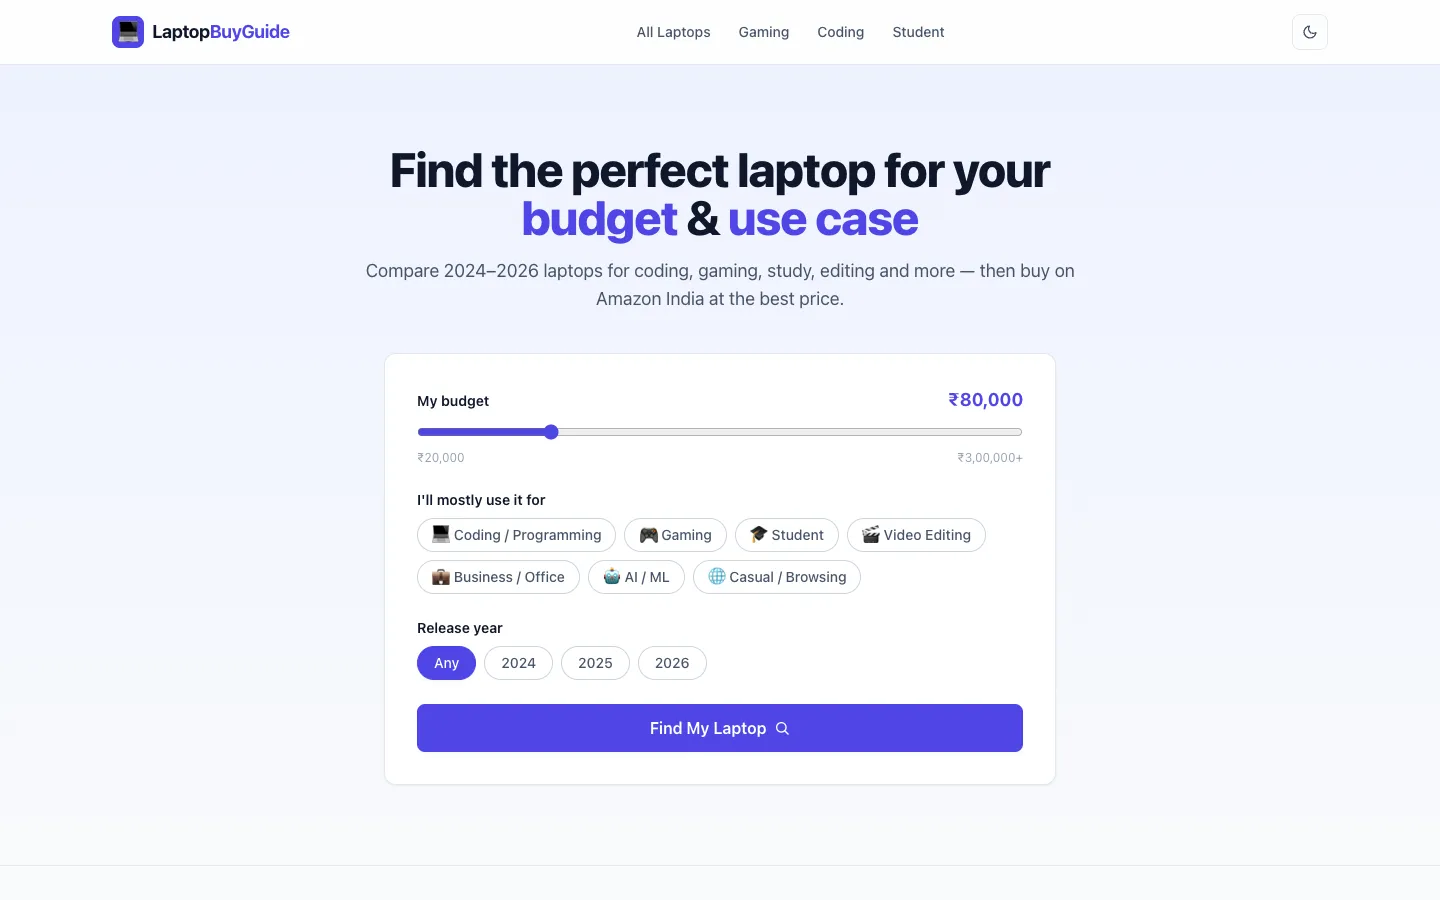 LaptopBuyGuide
All Laptops
Gaming
Coding
Student
Find the perfect laptop for your
budget & use case
Compare 2024–2026 laptops for coding, gaming, study, editing and more — then buy on
Amazon India at the best price.
My budget
₹80,000
₹20,000
₹3,00,000+
I'll mostly use it for
Coding / Programming
Gaming
Student
Video Editing
Business / Office
AI / ML
Casual / Browsing
Release year
Any
2024
2025
2026
Find My Laptop